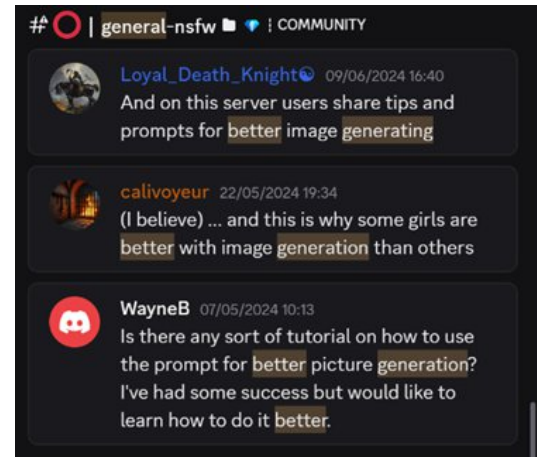 # | general-nsfw | COMMUNITY
Loyal_Death_Knight 09/06/2024 16:40
And on this server users share tips and
prompts for better image generating
calivoyeur 22/05/2024 19:34
(I believe) ... and this is why some girls are
better with image generation than others
WayneB 07/05/2024 10:13
Is there any sort of tutorial on how to use
the prompt for better picture generation?
I've had some success but would like to
learn how to do it better.